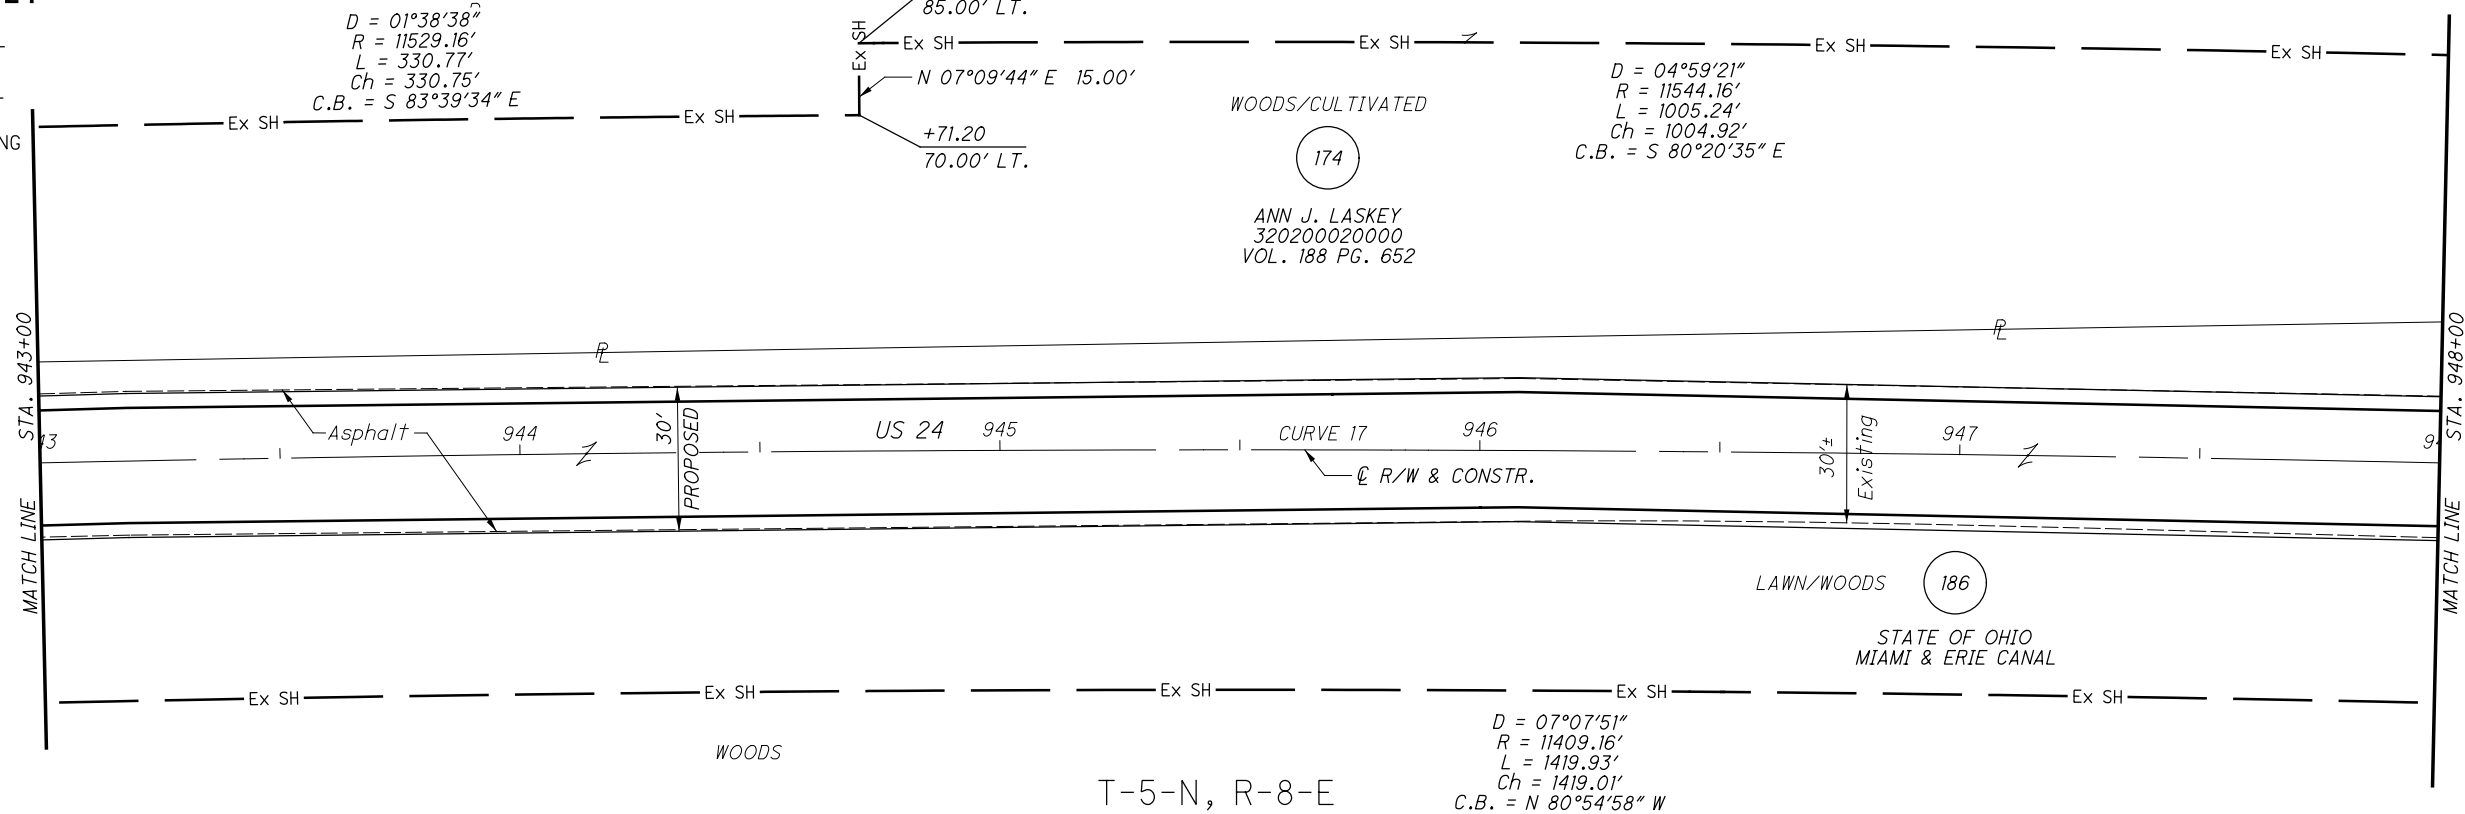 D = 01°38'38"
R = 11529.16'
L = 330.77'
Ch = 330.75'
C.B. = S 83°39'34" E
85.00' LT.
Ex SH
Ex SH
Ex SH
Ex SH
Ex SH
N 07°09'44" E 15.00'
D = 04°59'21"
R = 11544.16'
L = 1005.24'
Ch = 1004.92'
C.B. = S 80°20'35" E
WOODS/CULTIVATED
Ex SH
Ex SH
+71.20
70.00' LT.
NG
174
ANN J. LASKEY
320200020000
VOL. 188 PG. 652
STA. 943+00
STA. 948+00
PL
PL
Asphalt
43
944
US 24
945
CURVE 17
946
947
9
30'
PROPOSED
30'±
Existing
CL R/W & CONSTR.
MATCH LINE
MATCH LINE
LAWN/WOODS
186
STATE OF OHIO
MIAMI & ERIE CANAL
Ex SH
Ex SH
Ex SH
Ex SH
Ex SH
WOODS
D = 07°07'51"
R = 11409.16'
L = 1419.93'
Ch = 1419.01'
C.B. = N 80°54'58" W
T-5-N, R-8-E